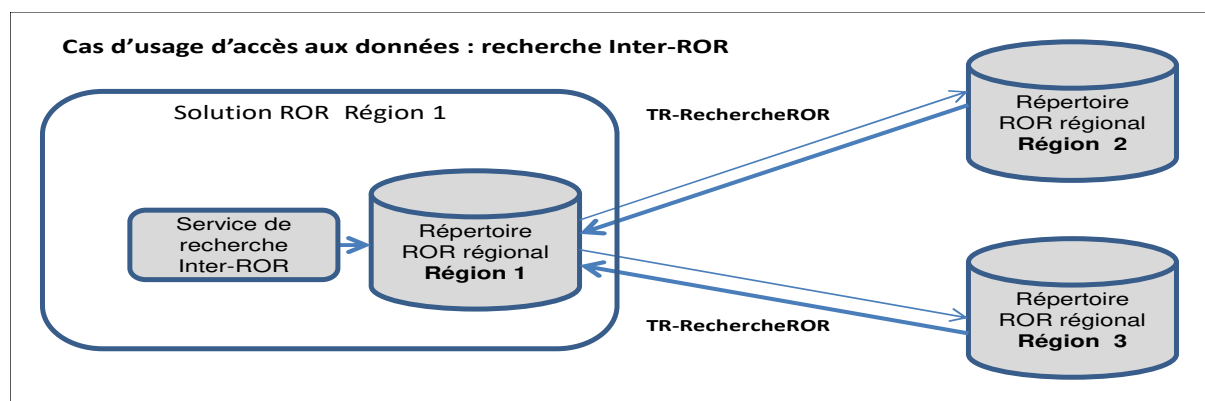 Cas d'usage d'accès aux données : recherche Inter-ROR
Solution ROR Région 1
Service de
recherche
Inter-ROR
Répertoire
ROR régional
Région 1
TR-RechercheROR
TR-RechercheROR
Répertoire
ROR régional
Région 2
Répertoire
ROR régional
Région 3